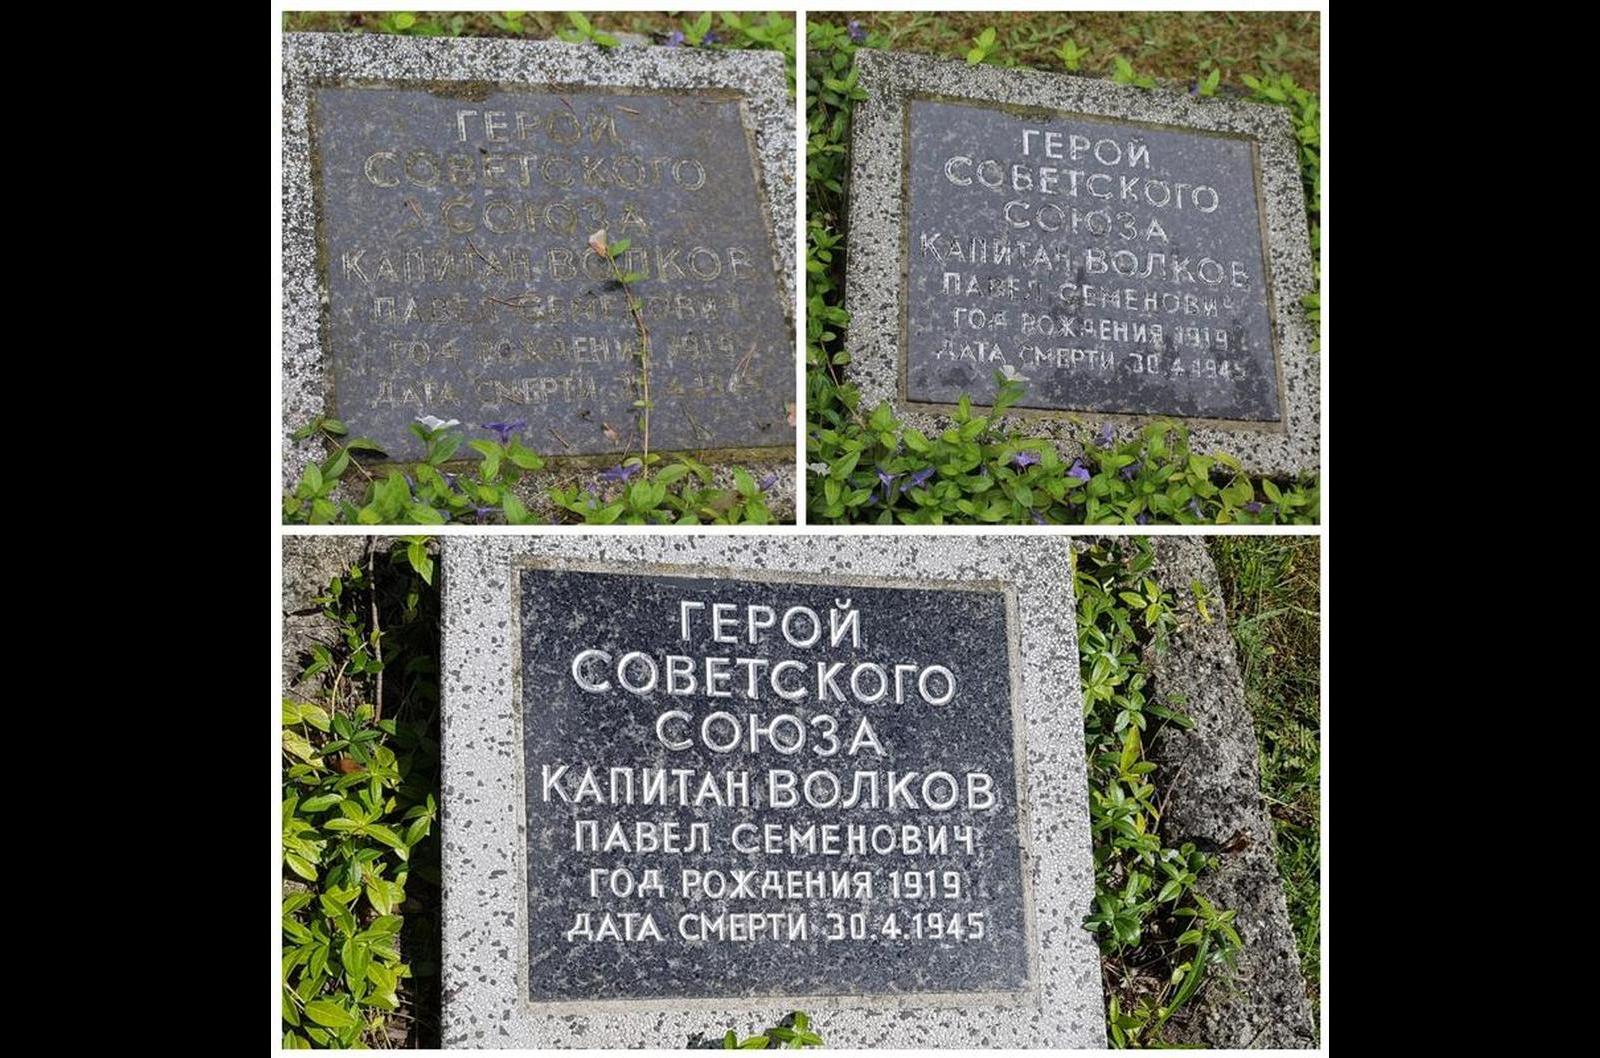 ГЕРОЙ
СОВЕТСКОГО
СОЮЗА
КАПИТАН ВОЛКОВ
ПАВЕЛ СЕМЕНОВИЧ
ГОД РОЖДЕНИЯ 1919
ДАТА СМЕРТИ 30.4.1945
ГЕРОЙ
СОВЕТСКОГО
СОЮЗА
КАПИТАН ВОЛКОВ
ПАВЕЛ СЕМЕНОВИЧ
ГОД РОЖДЕНИЯ 1919
ДАТА СМЕРТИ 30.4.1945
ГЕРОЙ
СОВЕТСКОГО
СОЮЗА
КАПИТАН ВОЛКОВ
ПАВЕЛ СЕМЕНОВИЧ
ГОД РОЖДЕНИЯ 1919
ДАТА СМЕРТИ 30.4.1945